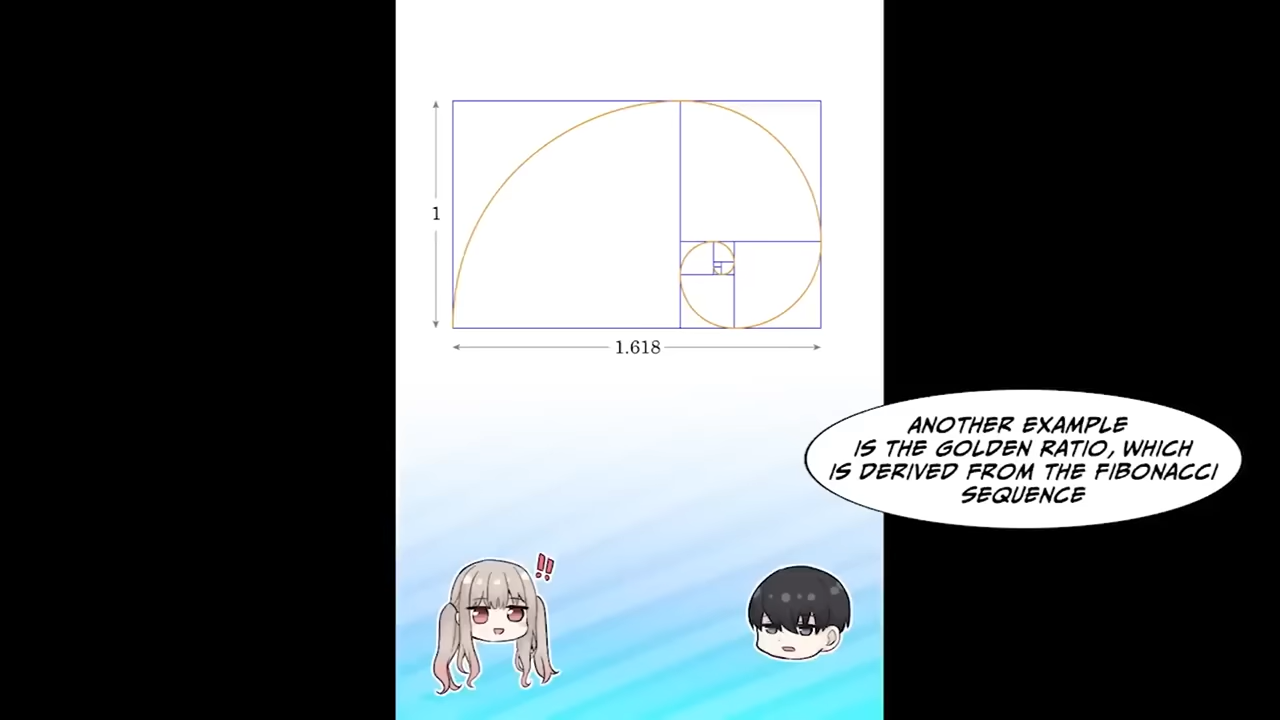 1
1.618
ANOTHER EXAMPLE
IS THE GOLDEN RATIO, WHICH
IS DERIVED FROM THE FIBONACCI
SEQUENCE
!!